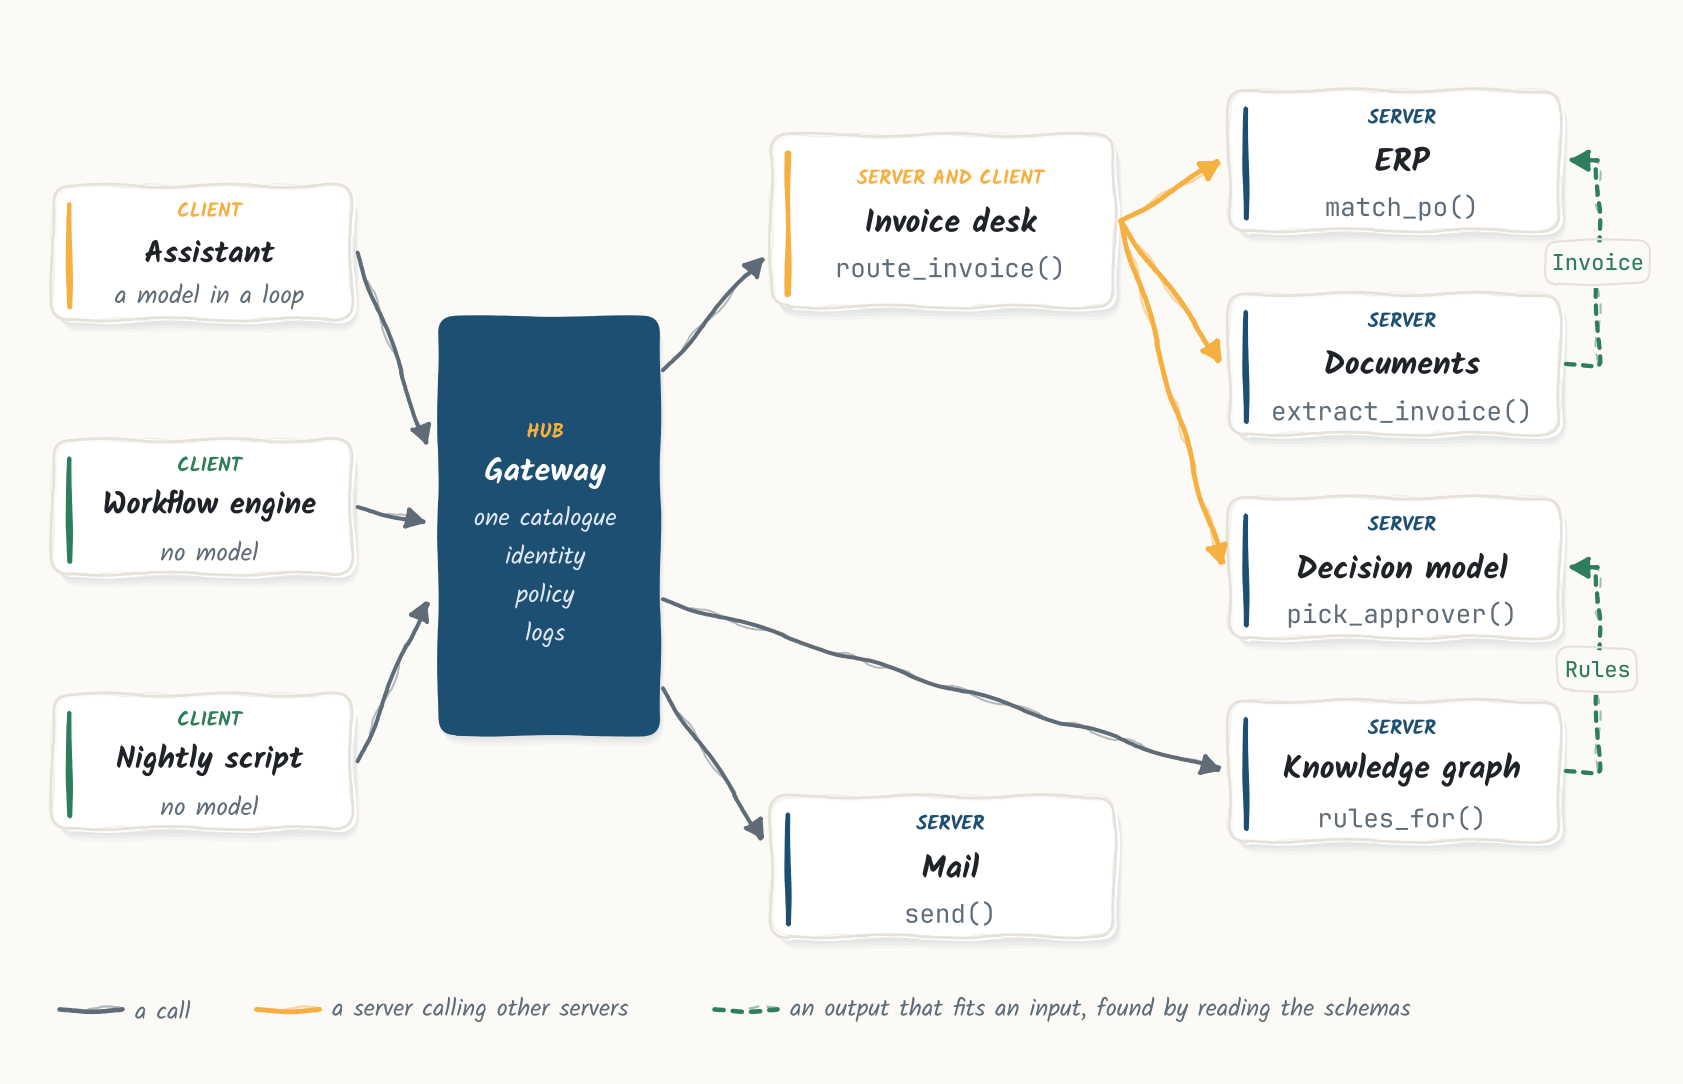 CLIENT
Assistant
a model in a loop
CLIENT
Workflow engine
no model
CLIENT
Nightly script
no model
HUB
Gateway
one catalogue
identity
policy
logs
SERVER AND CLIENT
Invoice desk
route_invoice()
SERVER
Mail
send()
SERVER
ERP
match_po()
Invoice
SERVER
Documents
extract_invoice()
SERVER
Decision model
pick_approver()
Rules
SERVER
Knowledge graph
rules_for()
a call
a server calling other servers
an output that fits an input, found by reading the schemas